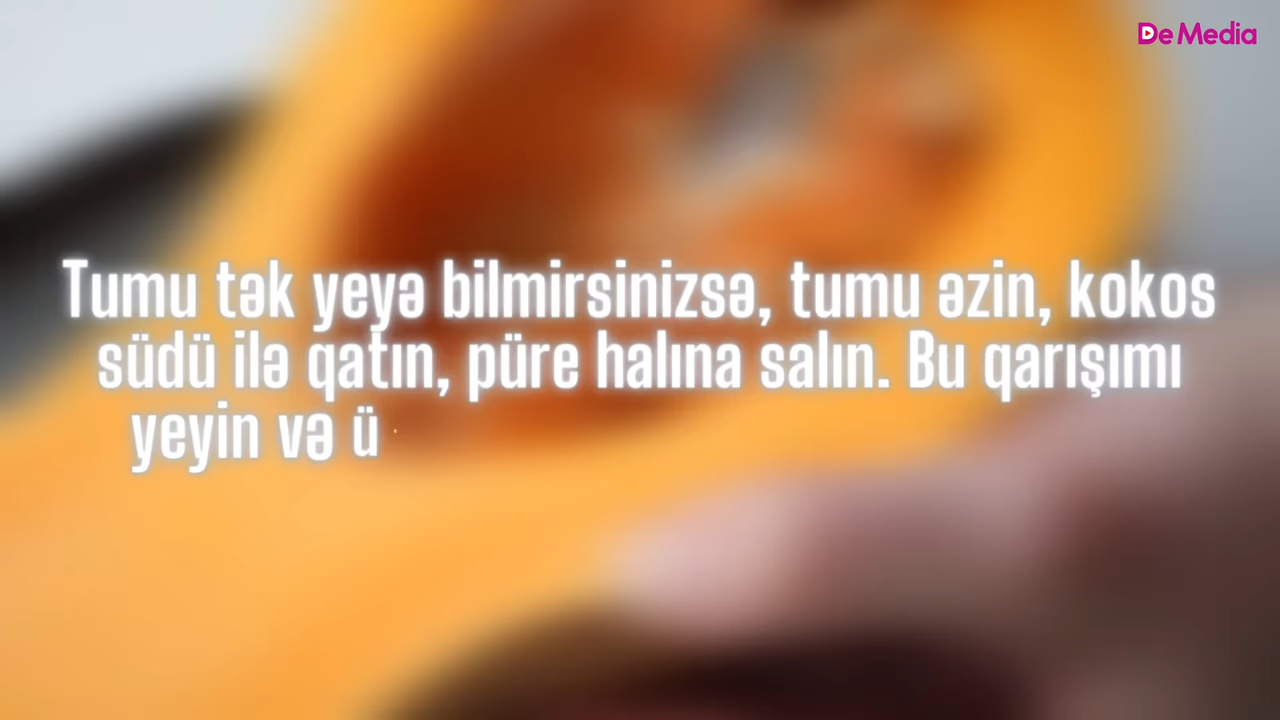 De Media
Tumu tək yeyə bilmirsinizsə, tumu əzin, kokos
südü ilə qatın, püre halına salın. Bu qarışımı
yeyin və ü